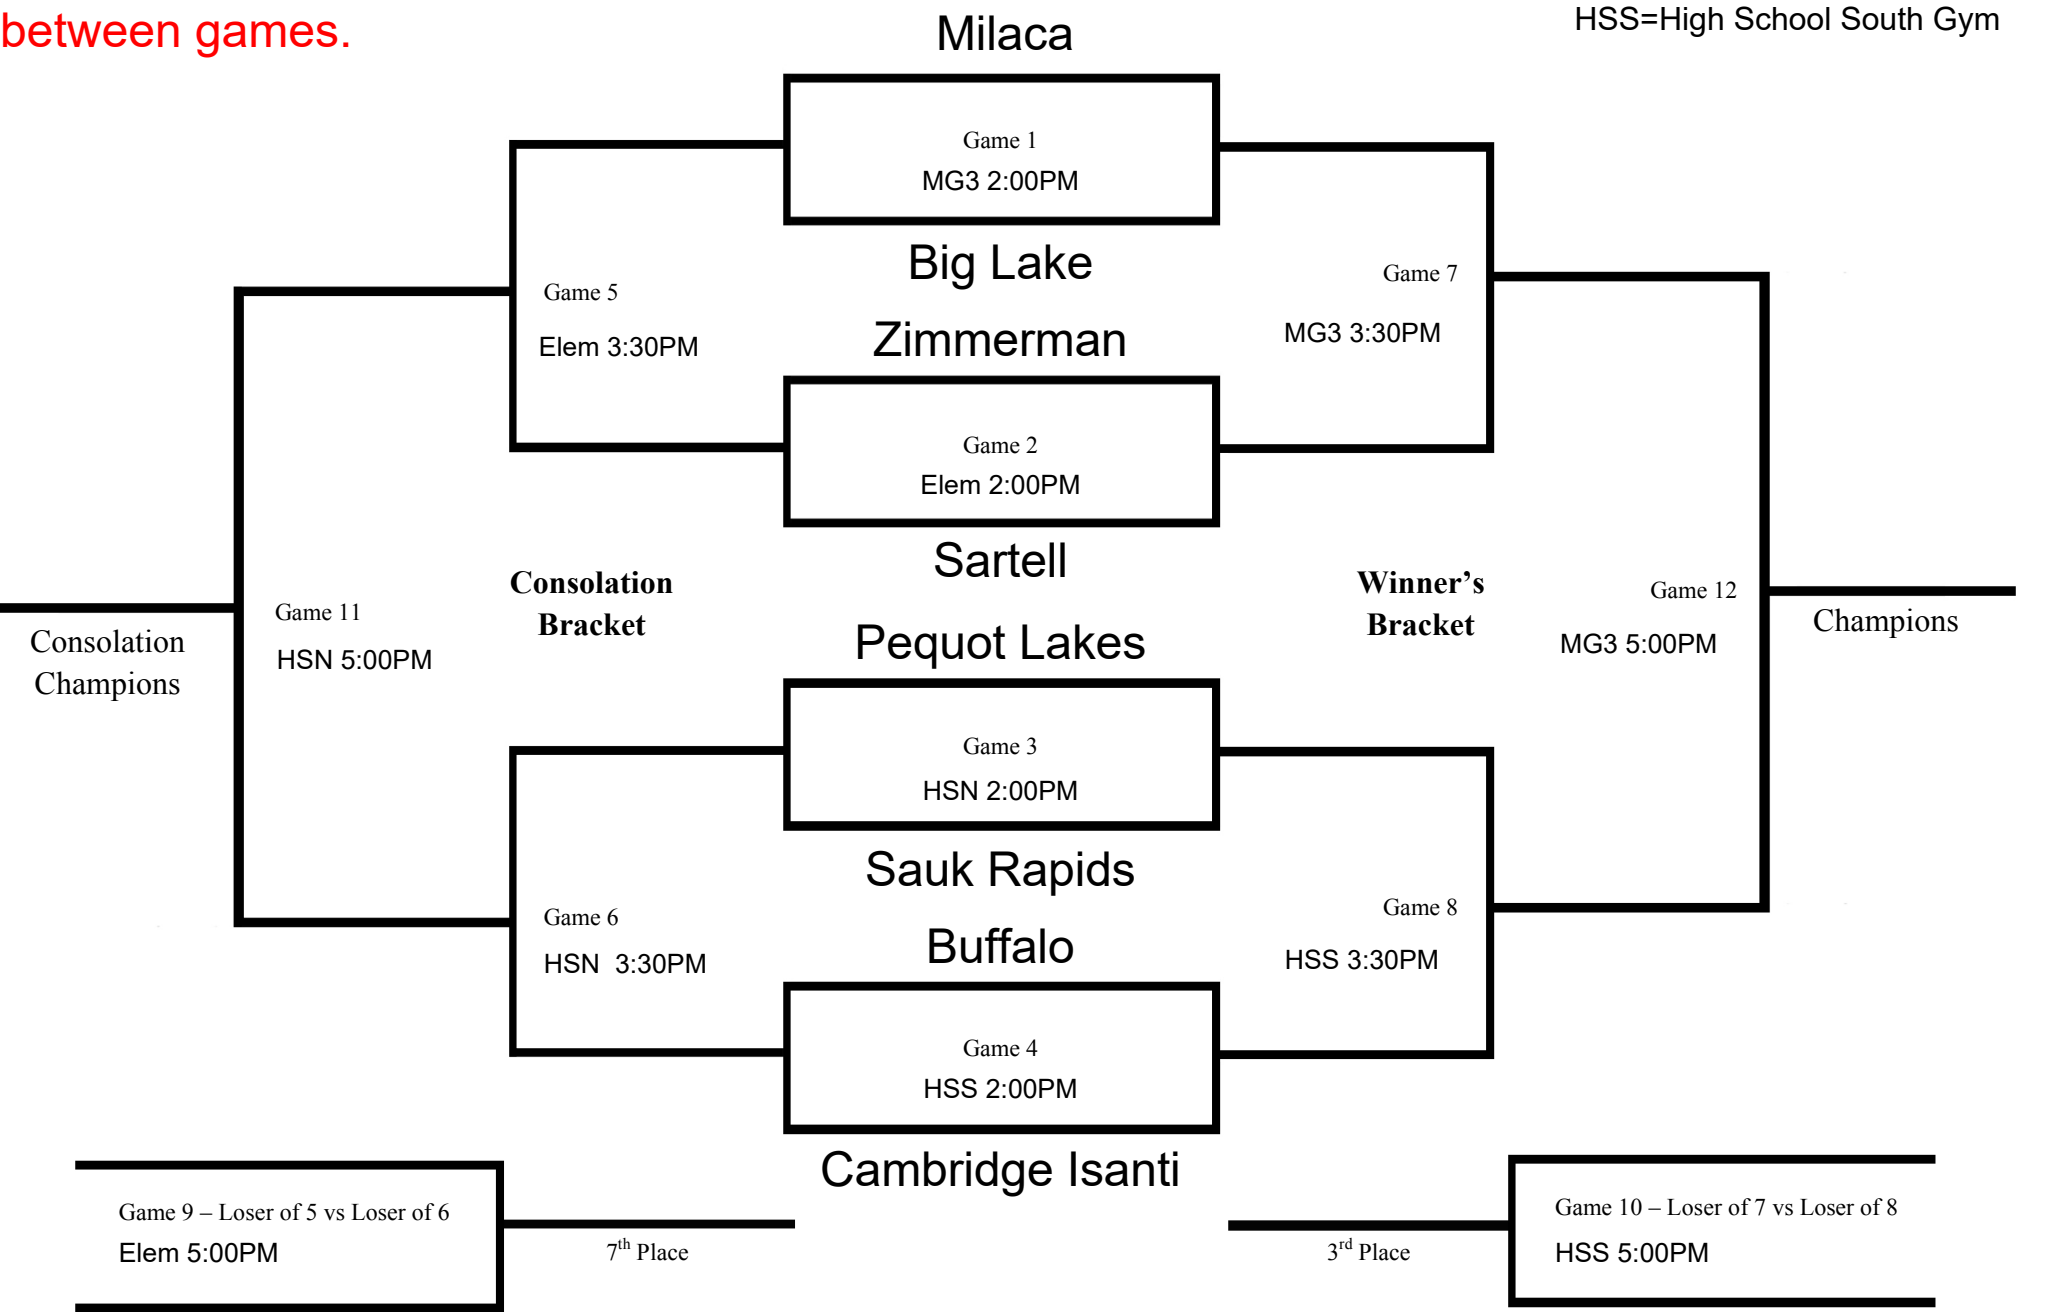 between games.
HSS=High School South Gym
Milaca
Game 1
MG3 2:00PM
Big Lake
Game 5
Elem 3:30PM
Game 7
MG3 3:30PM
Zimmerman
Game 2
Elem 2:00PM
Sartell
Consolation
Bracket
Winner’s
Bracket
Game 11
HSN 5:00PM
Consolation
Champions
Game 12
MG3 5:00PM
Champions
Pequot Lakes
Game 3
HSN 2:00PM
Sauk Rapids
Game 6
HSN  3:30PM
Game 8
HSS 3:30PM
Buffalo
Game 4
HSS 2:00PM
Cambridge Isanti
Game 9 – Loser of 5 vs Loser of 6
Elem 5:00PM
7th Place
3rd Place
Game 10 – Loser of 7 vs Loser of 8
HSS 5:00PM